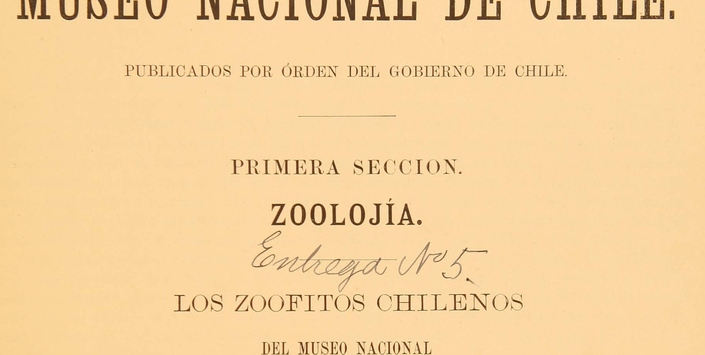 MUSEO NACIONAL DE CHILE.
PUBLICADOS POR ÓRDEN DEL GOBIERNO DE CHILE.
PRIMERA SECCION.
ZOOLOJÍA.
Entrega No 5.
LOS ZOOFITOS CHILENOS
DEL MUSEO NACIONAL